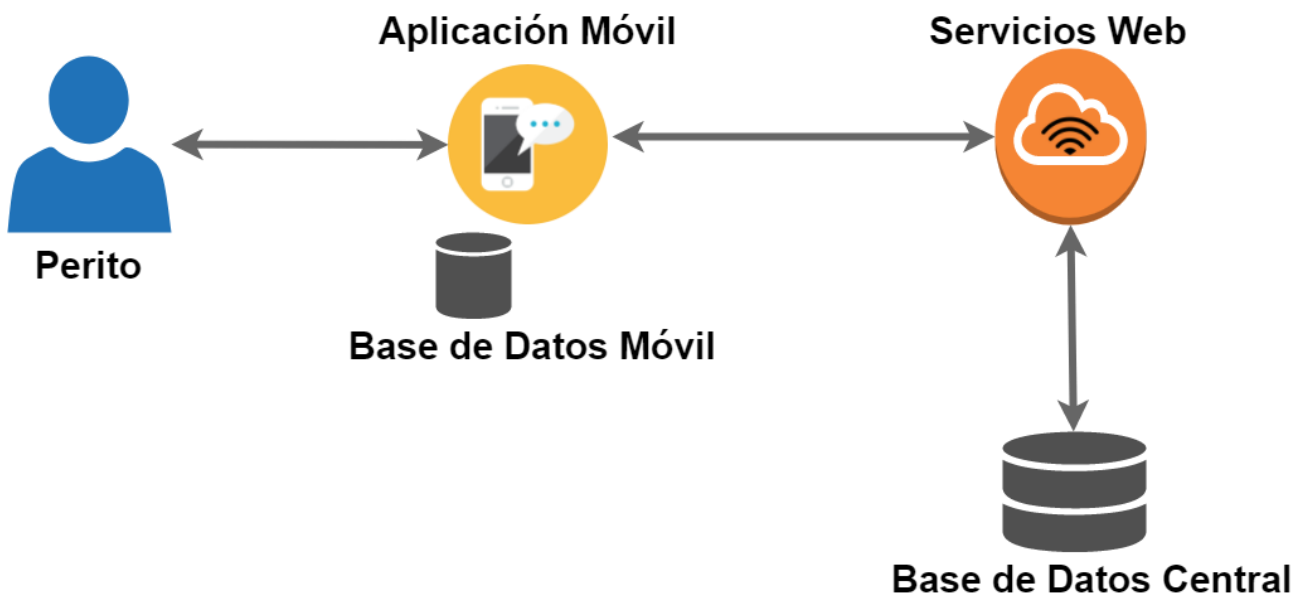 Aplicación Móvil
Servicios Web
Perito
Base de Datos Móvil
Base de Datos Central